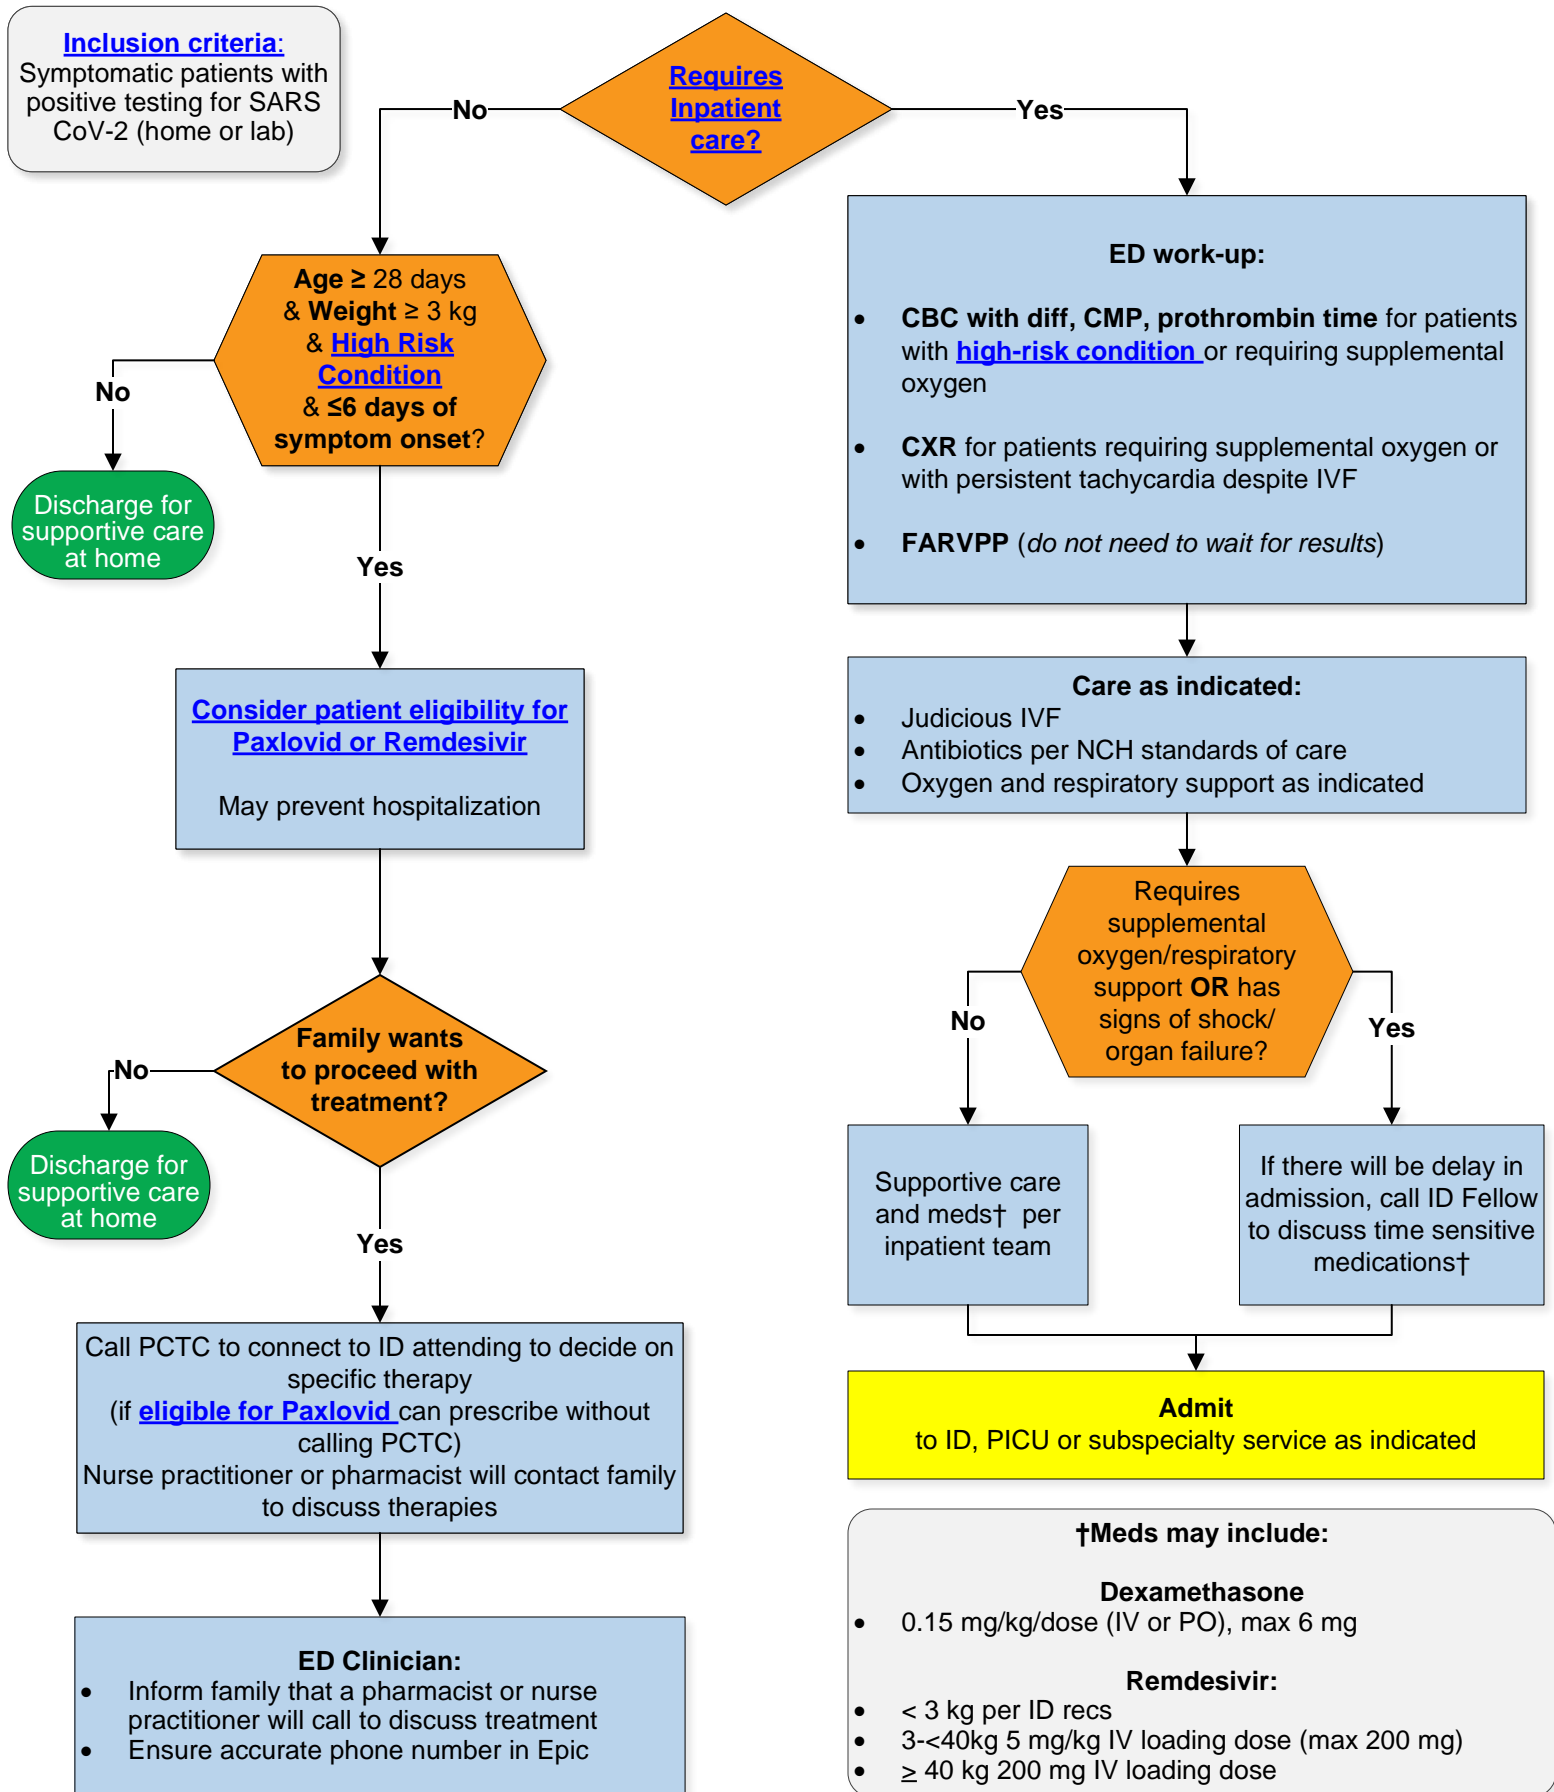 Inclusion criteria:
Symptomatic patients with
positive testing for SARS
CoV-2 (home or lab)
Requires
Inpatient
care?
No
Yes
Age ≥ 28 days
& Weight ≥ 3 kg
& High Risk
Condition
& ≤6 days of
symptom onset?
No
Discharge for
supportive care
at home
Yes
Consider patient eligibility for
Paxlovid or Remdesivir
May prevent hospitalization
Family wants
to proceed with
treatment?
No
Discharge for
supportive care
at home
Yes
Call PCTC to connect to ID attending to decide on
specific therapy
(if eligible for Paxlovid can prescribe without
calling PCTC)
Nurse practitioner or pharmacist will contact family
to discuss therapies
ED Clinician:
• Inform family that a pharmacist or nurse
practitioner will call to discuss treatment
• Ensure accurate phone number in Epic
ED work-up:
• CBC with diff, CMP, prothrombin time for patients
with high-risk condition or requiring supplemental
oxygen
• CXR for patients requiring supplemental oxygen or
with persistent tachycardia despite IVF
• FARVPP (do not need to wait for results)
Care as indicated:
• Judicious IVF
• Antibiotics per NCH standards of care
• Oxygen and respiratory support as indicated
Requires
supplemental
oxygen/respiratory
support OR has
signs of shock/
organ failure?
No
Yes
Supportive care
and meds† per
inpatient team
If there will be delay in
admission, call ID Fellow
to discuss time sensitive
medications†
Admit
to ID, PICU or subspecialty service as indicated
†Meds may include:
Dexamethasone
• 0.15 mg/kg/dose (IV or PO), max 6 mg
Remdesivir:
• < 3 kg per ID recs
• 3-<40kg 5 mg/kg IV loading dose (max 200 mg)
• ≥ 40 kg 200 mg IV loading dose